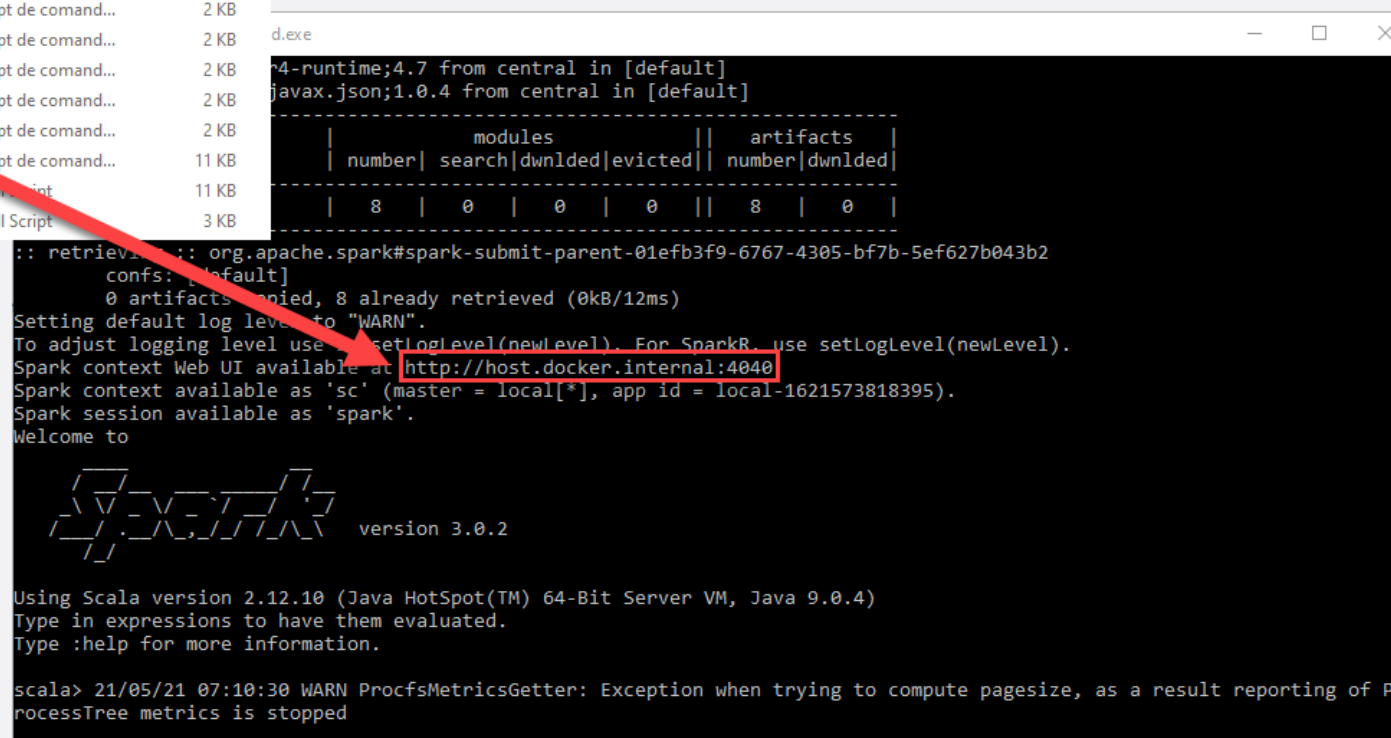 pt de comand... 2 KB
pt de comand... 2 KB
pt de comand... 2 KB
pt de comand... 2 KB
pt de comand... 2 KB
pt de comand... 11 KB
Script 11 KB
l Script 3 KB
d.exe
r4-runtime;4.7 from central in [default]
javax.json;1.0.4 from central in [default]
---------------------------------------------------------
| modules || artifacts |
| number| search|dwnlded|evicted|| number|dwnlded|
---------------------------------------------------------
| 8 | 0 | 0 | 0 || 8 | 0 |
---------------------------------------------------------
:: retrieving :: org.apache.spark#spark-submit-parent-01efb3f9-6767-4305-bf7b-5ef627b043b2
confs: [default]
0 artifacts copied, 8 already retrieved (0kB/12ms)
Setting default log level to "WARN".
To adjust logging level use sc.setLogLevel(newLevel). For SparkR, use setLogLevel(newLevel).
Spark context Web UI available at http://host.docker.internal:4040
Spark context available as 'sc' (master = local[*], app id = local-1621573818395).
Spark session available as 'spark'.
Welcome to
Spark version 3.0.2
Using Scala version 2.12.10 (Java HotSpot(TM) 64-Bit Server VM, Java 9.0.4)
Type in expressions to have them evaluated.
Type :help for more information.
scala> 21/05/21 07:10:30 WARN ProcfsMetricsGetter: Exception when trying to compute pagesize, as a result reporting of P
rocessTree metrics is stopped